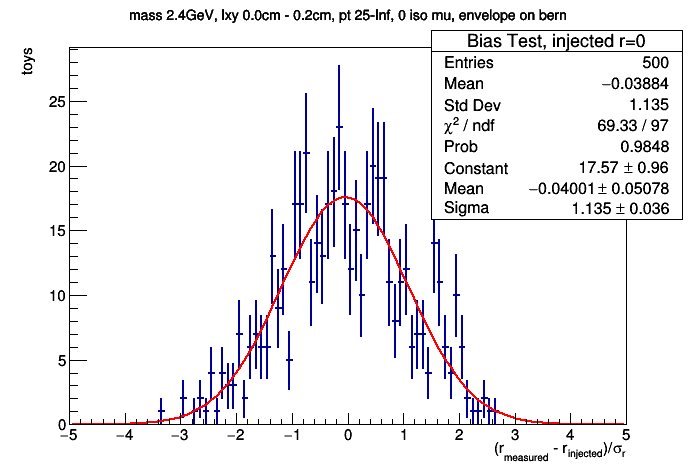 mass 2.4GeV, lxy 0.0cm - 0.2cm, pt 25-Inf, 0 iso mu, envelope on bern
Bias Test, injected r=0
Entries 500
Mean −0.03884
Std Dev 1.135
χ² / ndf 69.33 / 97
Prob 0.9848
Constant 17.57 ± 0.96
Mean −0.04001 ± 0.05078
Sigma 1.135 ± 0.036
toys
25
20
15
10
5
0
−5 −4 −3 −2 −1 0 1 2 3 4 5
(r_measured - r_injected)/σ_r